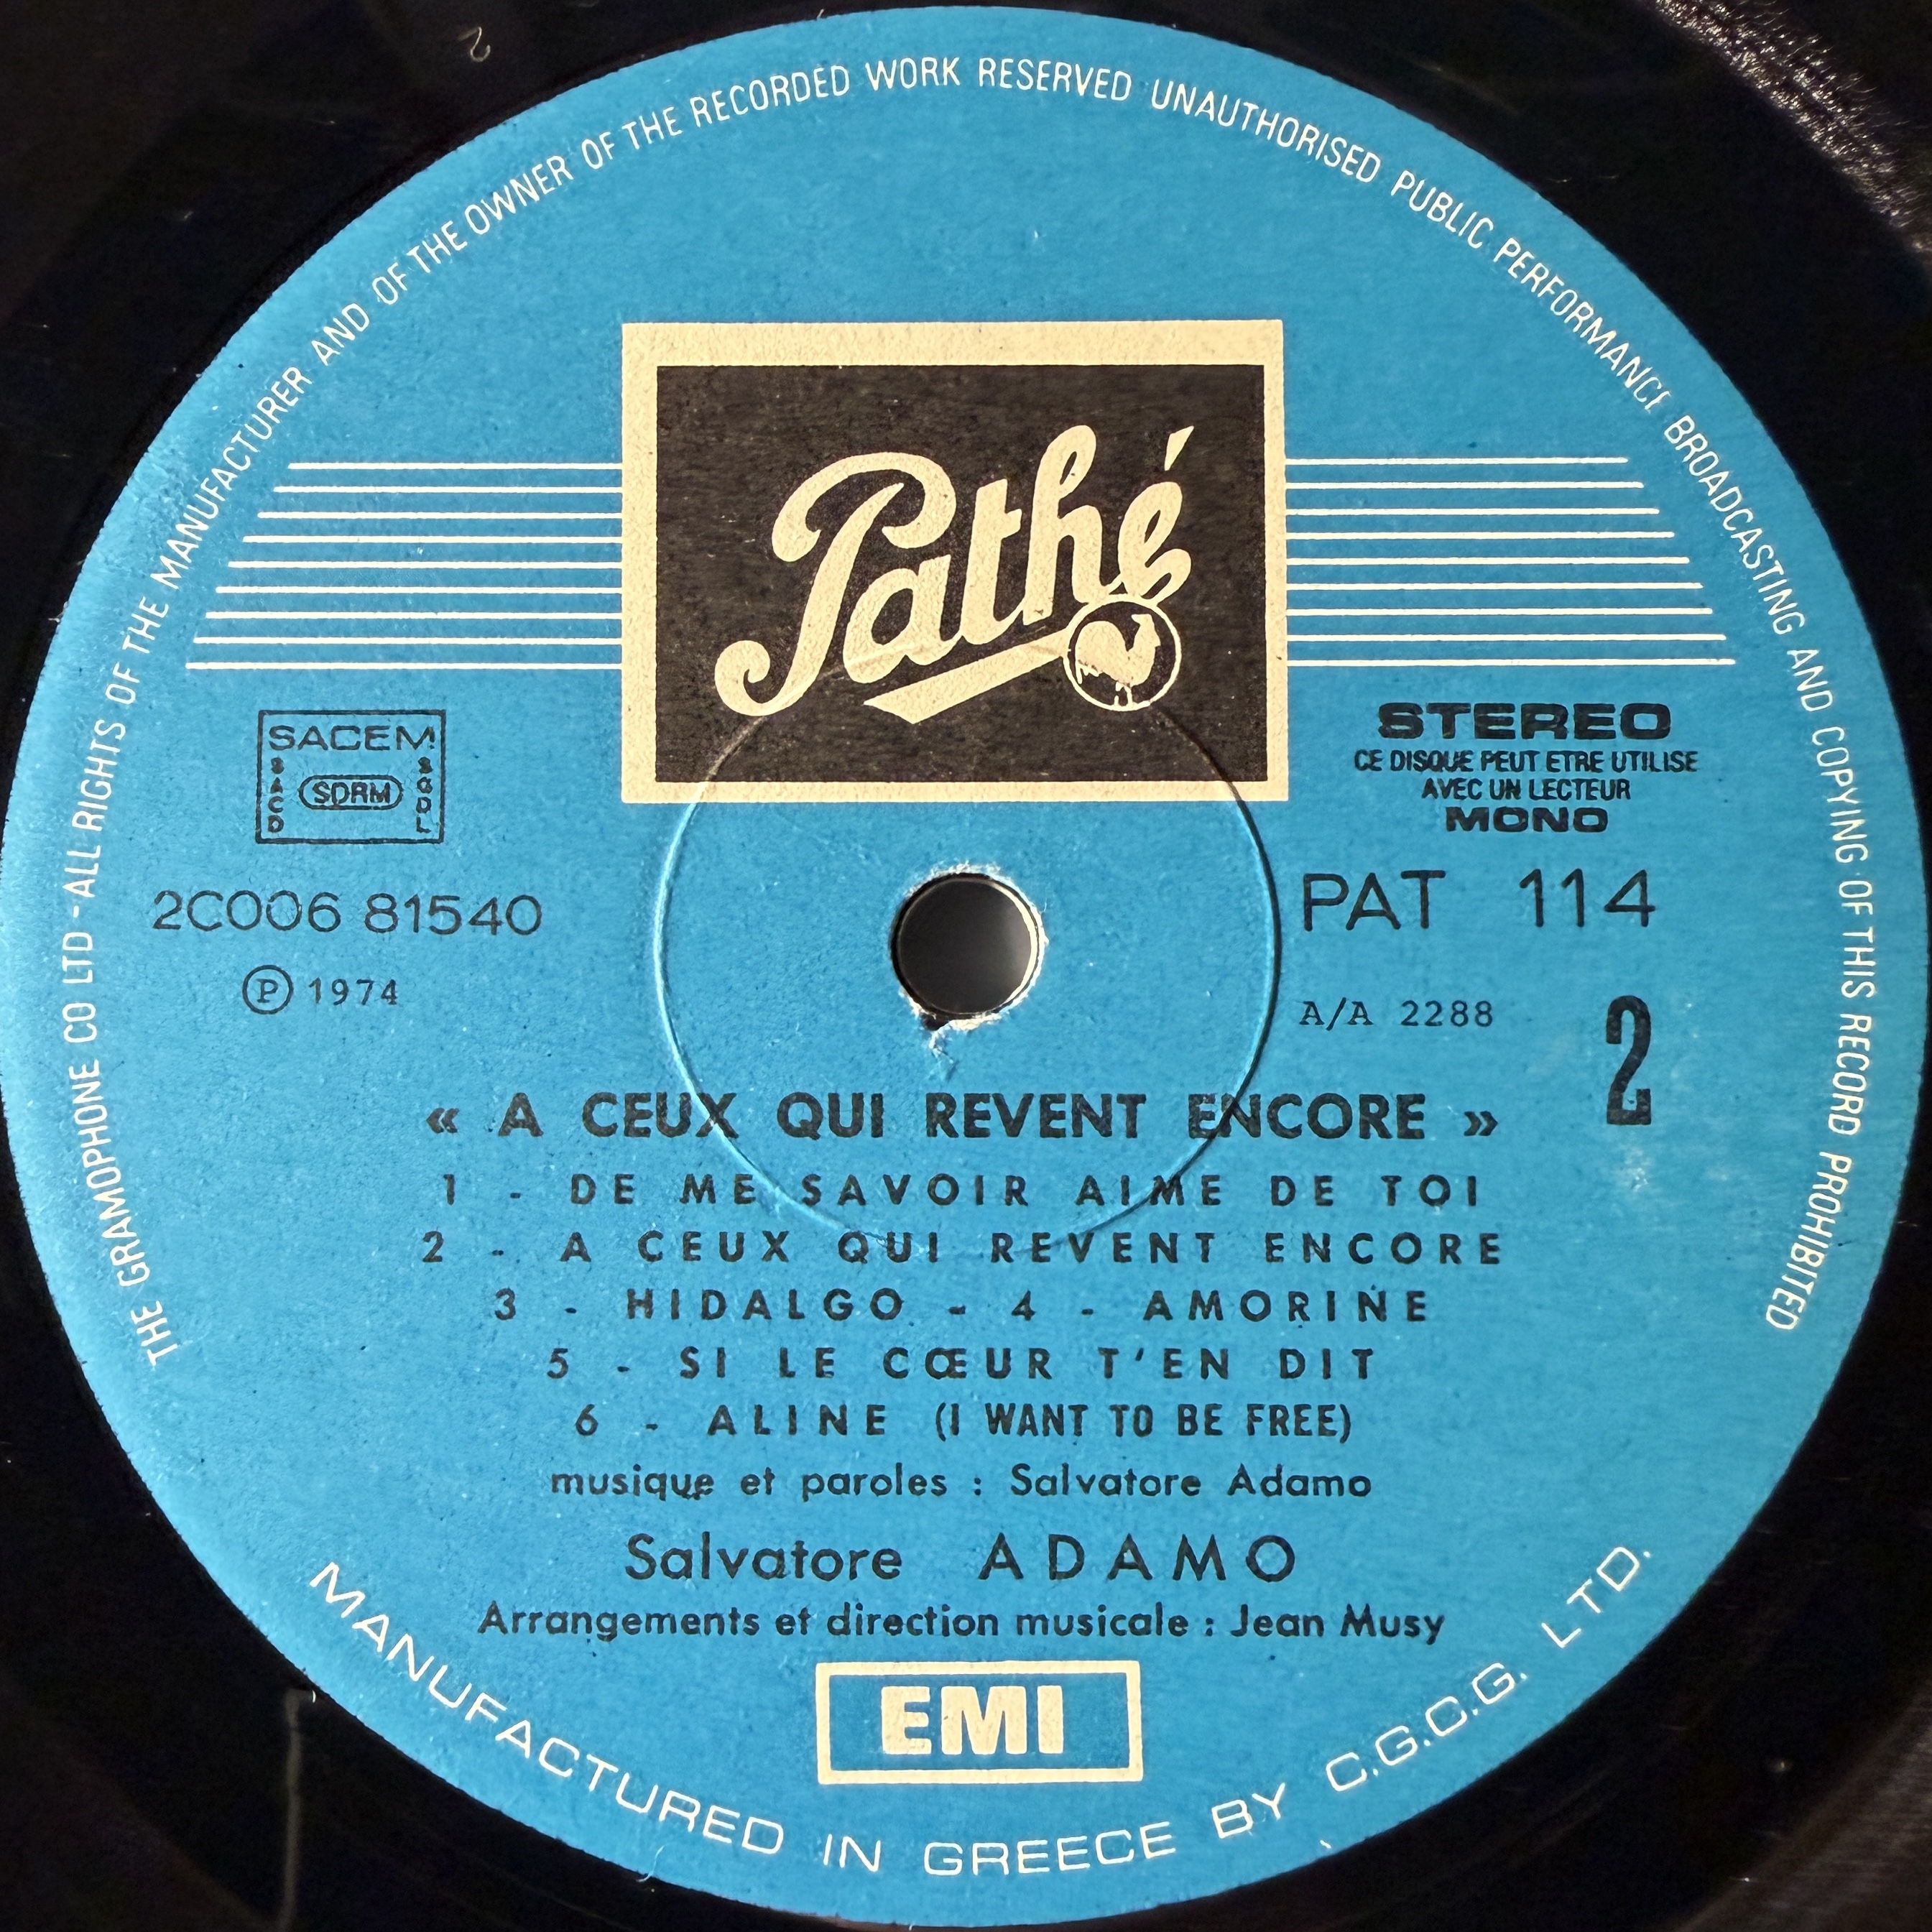 THE GRAMOPHONE CO LTD - ALL RIGHTS OF THE MANUFACTURER AND OF THE OWNER OF THE RECORDED WORK RESERVED UNAUTHORISED PUBLIC PERFORMANCE BROADCASTING AND COPYING OF THIS RECORD PROHIBITED
Pathé
SACEM
SACD
SDRM
SGDL
STEREO
CE DISQUE PEUT ETRE UTILISE
AVEC UN LECTEUR
MONO
2C006 81540
PAT 114
℗ 1974
A/A 2288
2
« A CEUX QUI REVENT ENCORE »
1 - DE ME SAVOIR AIME DE TOI
2 - A CEUX QUI REVENT ENCORE
3 - HIDALGO - 4 - AMORINE
5 - SI LE CŒUR T'EN DIT
6 - ALINE (I WANT TO BE FREE)
musique et paroles : Salvatore Adamo
Salvatore ADAMO
Arrangements et direction musicale : Jean Musy
EMI
MANUFACTURED IN GREECE BY C.G.C.G. LTD.